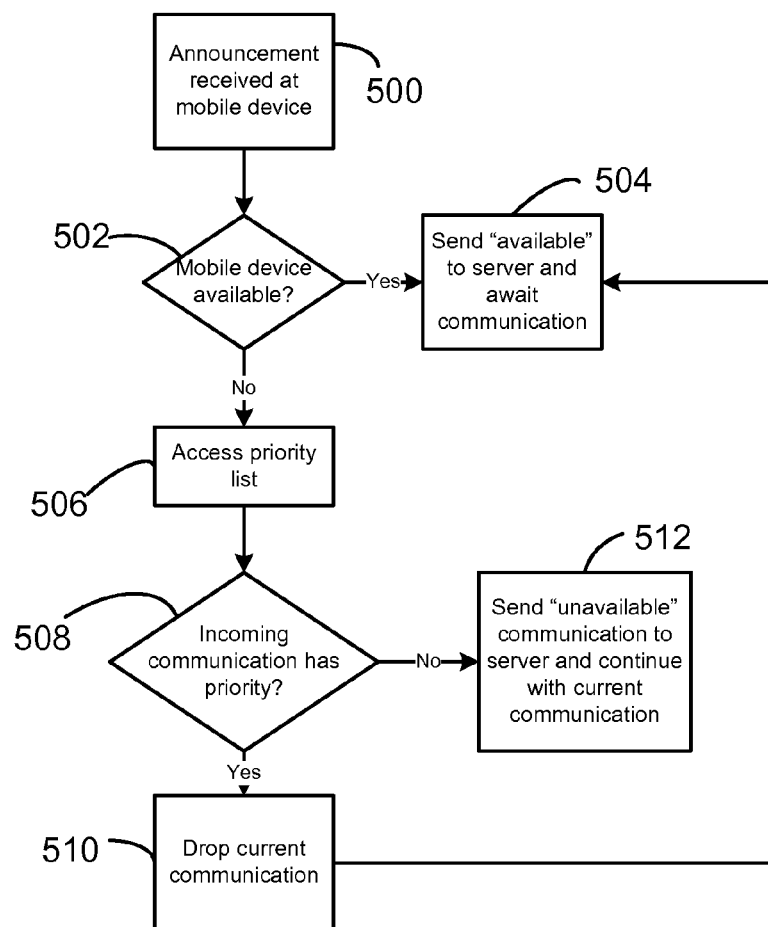 Announcement
received at
mobile device
500
504
502
Mobile device
available?
Yes
Send “available”
to server and
await
communication
No
Access priority
list
506
512
508
Incoming
communication has
priority?
No
Send “unavailable”
communication to
server and continue
with current
communication
Yes
510
Drop current
communication